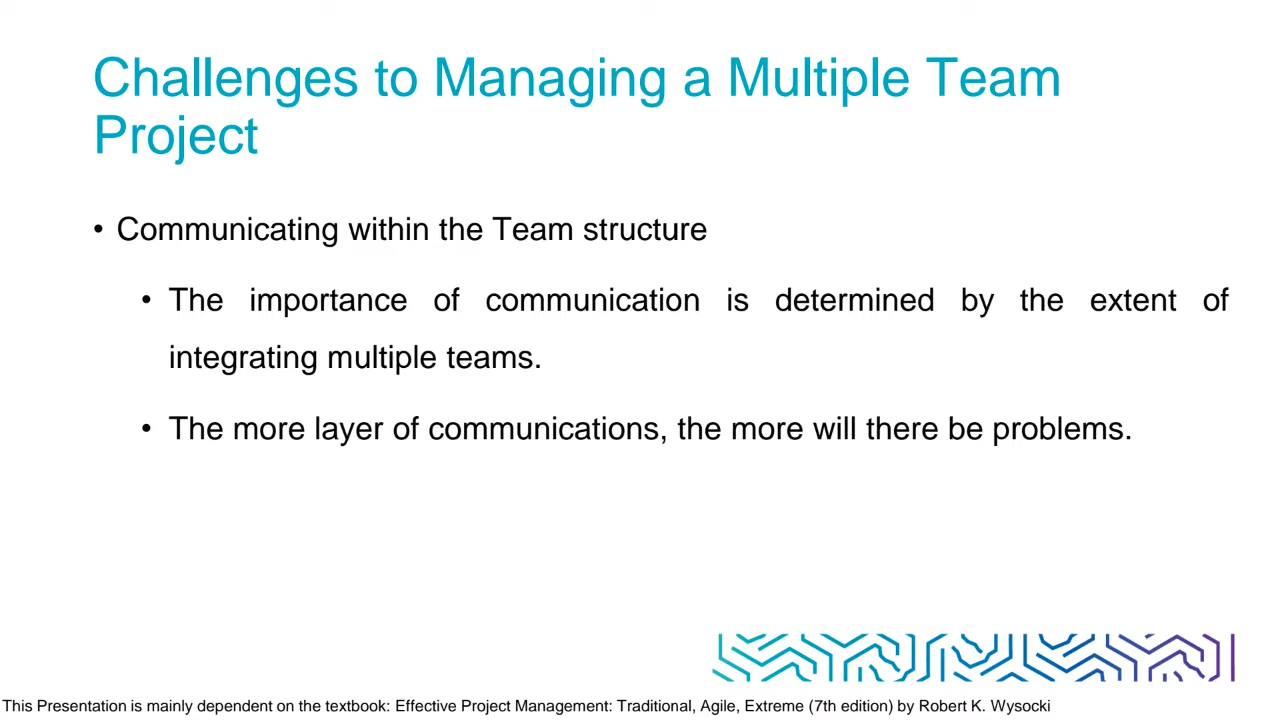 Challenges to Managing a Multiple Team
Project
• Communicating within the Team structure
• The importance of communication is determined by the extent of
integrating multiple teams.
• The more layer of communications, the more will there be problems.
This Presentation is mainly dependent on the textbook: Effective Project Management: Traditional, Agile, Extreme (7th edition) by Robert K. Wysocki